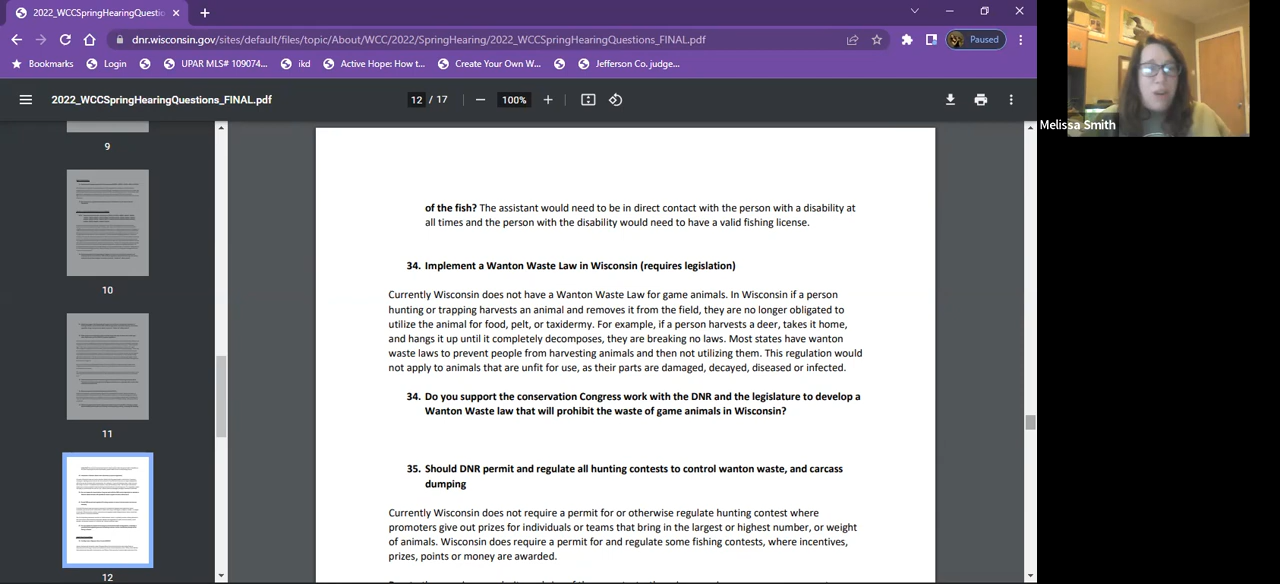 2022_WCCSpringHearingQuestio
dnr.wisconsin.gov/sites/default/files/topic/About/WCC/2022/SpringHearing/2022_WCCSpringHearingQuestions_FINAL.pdf
Paused
Bookmarks
Login
UPAR MLS# 109074...
ikd
Active Hope: How t...
Create Your Own W...
Jefferson Co. judge...
2022_WCCSpringHearingQuestions_FINAL.pdf
12 / 17
100%
Melissa Smith
9
10
11
12
of the fish? The assistant would need to be in direct contact with the person with a disability at
all times and the person with the disability would need to have a valid fishing license.
34. Implement a Wanton Waste Law in Wisconsin (requires legislation)
Currently Wisconsin does not have a Wanton Waste Law for game animals. In Wisconsin if a person
hunting or trapping harvests an animal and removes it from the field, they are no longer obligated to
utilize the animal for food, pelt, or taxidermy. For example, if a person harvests a deer, takes it home,
and hangs it up until it completely decomposes, they are breaking no laws. Most states have wanton
waste laws to prevent people from harvesting animals and then not utilizing them. This regulation would
not apply to animals that are unfit for use, as their parts are damaged, decayed, diseased or infected.
34. Do you support the conservation Congress work with the DNR and the legislature to develop a
Wanton Waste law that will prohibit the waste of game animals in Wisconsin?
35. Should DNR permit and regulate all hunting contests to control wanton waste, and carcass
dumping
Currently Wisconsin does not require a permit for or otherwise regulate hunting contest where
promoters give out prizes for individuals or teams that bring in the largest or highest number, or weight
of animals. Wisconsin does require a permit for and regulate some fishing contests, where incentives,
prizes, points or money are awarded.